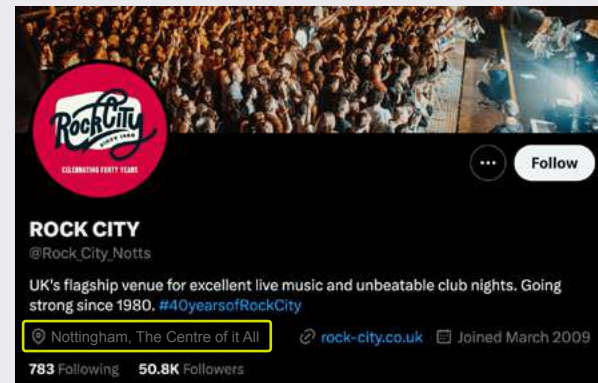 RockCity
SINCE 1980
CELEBRATING FORTY YEARS
Follow
ROCK CITY
@Rock_City_Notts
UK's flagship venue for excellent live music and unbeatable club nights. Going
strong since 1980. #40yearsofRockCity
Nottingham, The Centre of it All rock-city.co.uk Joined March 2009
783 Following 50.8K Followers